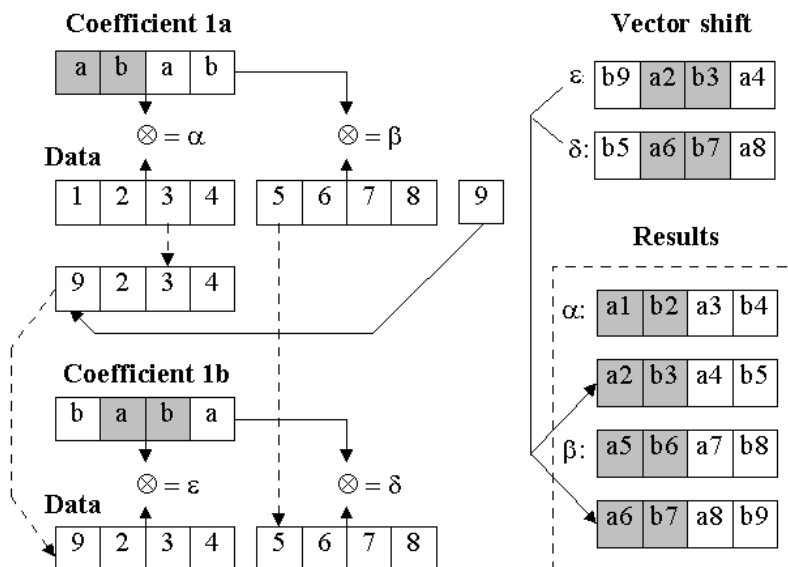 Coefficient 1a
a b a b
⊗ = α
⊗ = β
Data
1 2 3 4
5 6 7 8
9
9 2 3 4
Coefficient 1b
b a b a
⊗ = ε
⊗ = δ
Data
9 2 3 4
5 6 7 8
Vector shift
ε: b9 a2 b3 a4
δ: b5 a6 b7 a8
Results
α: a1 b2 a3 b4
a2 b3 a4 b5
β: a5 b6 a7 b8
a6 b7 a8 b9